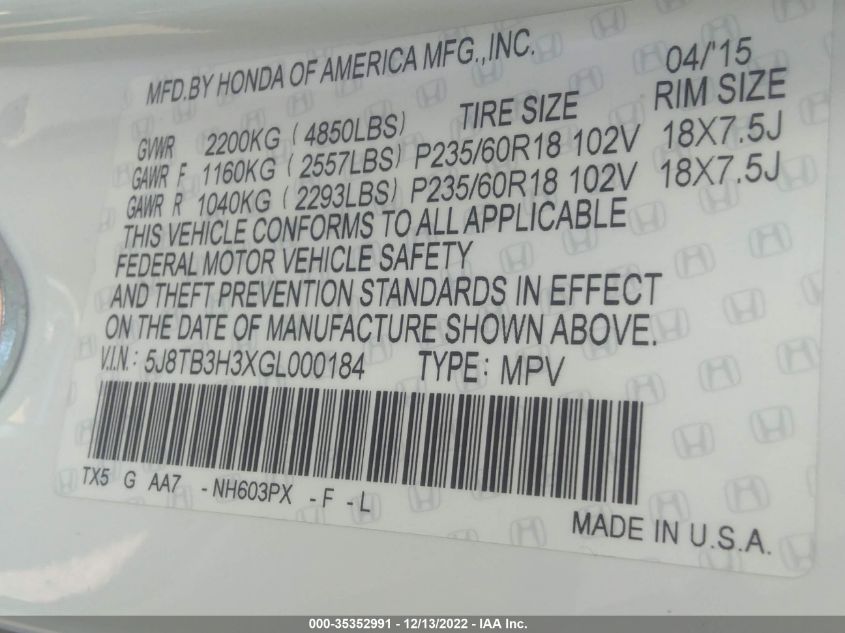 MFD.BY HONDA OF AMERICA MFG.,INC. 04/'15
TIRE SIZE RIM SIZE
GVWR 2200KG (4850LBS)
GAWR F 1160KG (2557LBS) P235/60R18 102V 18X7.5J
GAWR R 1040KG (2293LBS) P235/60R18 102V 18X7.5J
THIS VEHICLE CONFORMS TO ALL APPLICABLE
FEDERAL MOTOR VEHICLE SAFETY
AND THEFT PREVENTION STANDARDS IN EFFECT
ON THE DATE OF MANUFACTURE SHOWN ABOVE.
V.I.N.: 5J8TB3H3XGL000184 TYPE: MPV
TX5 G AA7 -NH603PX -F -L
MADE IN U.S.A.
000-35352991 - 12/13/2022 - IAA Inc.